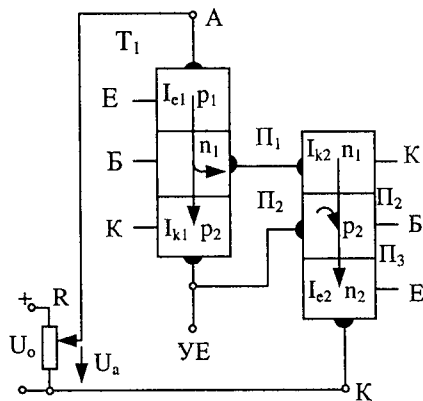 А
T₁
E
Iₑ₁ p₁
Б
n₁
П₁
К
Iₖ₁ p₂
П₂
Iₖ₂ n₁
К
П₂
p₂
Б
П₃
Iₑ₂ n₂
E
+
R
Uₒ
Uₐ
УЕ
К